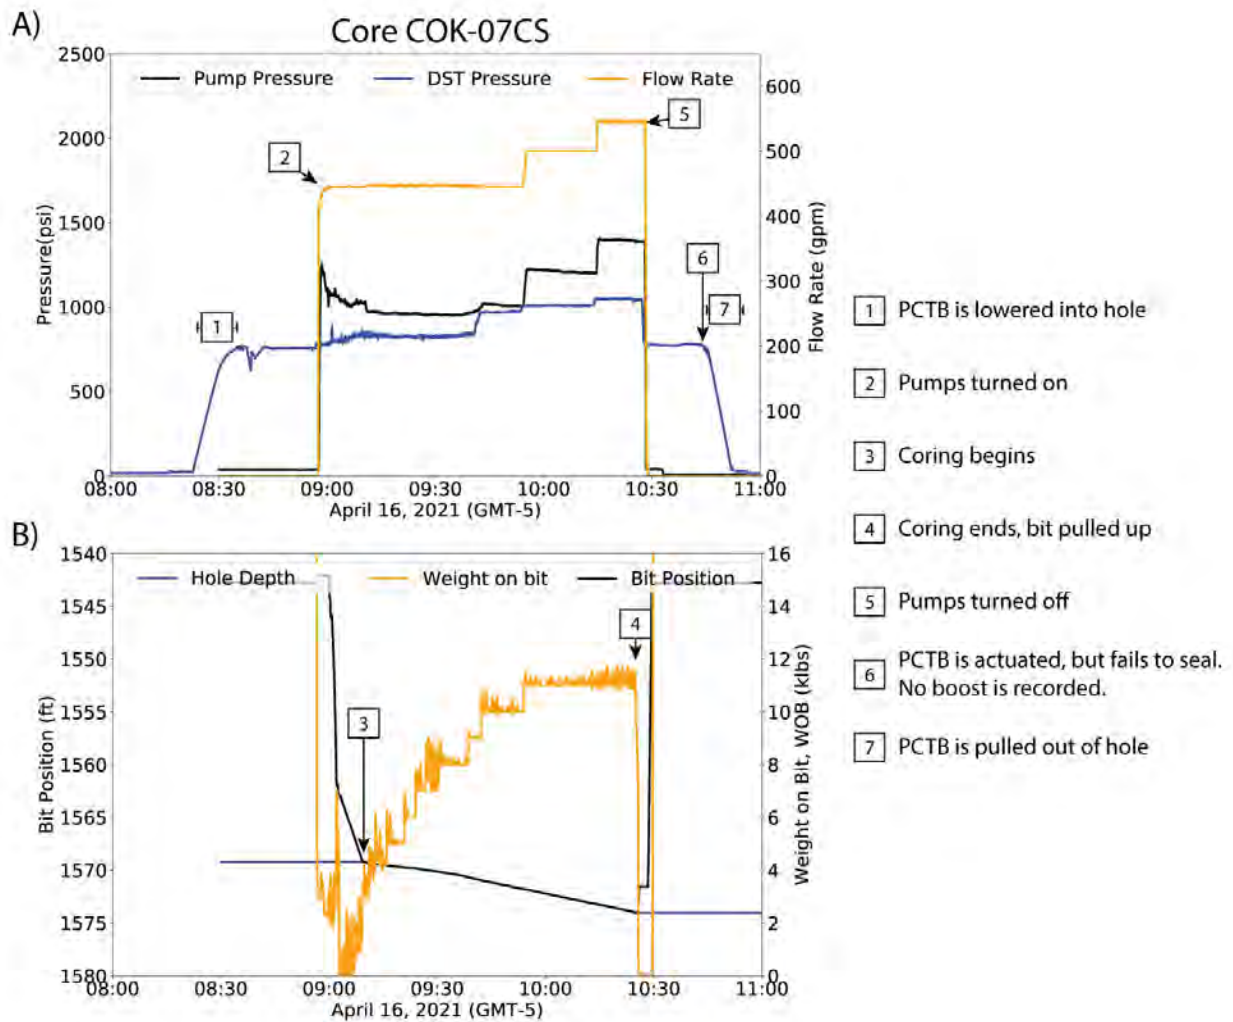 A)
Core COK-07CS
Pump Pressure DST Pressure Flow Rate
2500
2000
1500
1000
500
0
Pressure(psi)
600
500
400
300
200
100
0
Flow Rate (gpm)
1
2
5
6
7
08:00 08:30 09:00 09:30 10:00 10:30 11:00
April 16, 2021 (GMT-5)
B)
Hole Depth Weight on bit Bit Position
1540
1545
1550
1555
1560
1565
1570
1575
1580
Bit Position (ft)
16
14
12
10
8
6
4
2
0
Weight on Bit, WOB (klbs)
3
4
08:00 08:30 09:00 09:30 10:00 10:30 11:00
April 16, 2021 (GMT-5)
1 PCTB is lowered into hole
2 Pumps turned on
3 Coring begins
4 Coring ends, bit pulled up
5 Pumps turned off
6 PCTB is actuated, but fails to seal.
No boost is recorded.
7 PCTB is pulled out of hole